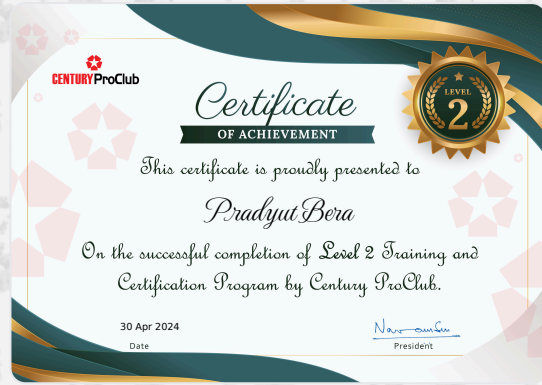 CENTURY ProClub
Certificate
OF ACHIEVEMENT
LEVEL
2
This certificate is proudly presented to
Pradyut Bera
On the successful completion of Level 2 Training and
Certification Program by Century ProClub.
30 Apr 2024
Date
President